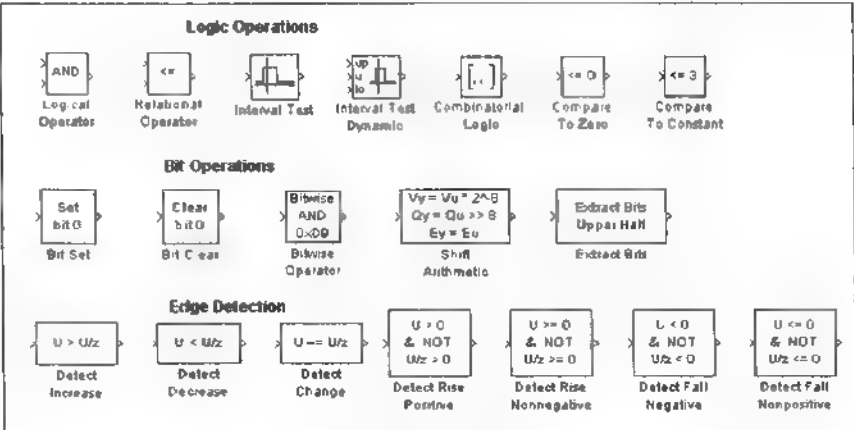 Logic Operations
AND
Logical
Operator
<=
Relational
Operator
Interval Test
up
u
lo
Interval Test
Dynamic
Combinatorial
Logic
<= 0
Compare
To Zero
<= 3
Compare
To Constant
Bit Operations
Set
bit 0
Bit Set
Clear
bit 0
Bit Clear
Bitwise
AND
0xD9
Bitwise
Operator
Vy = Vu * 2^-8
Qy = Qu >> 8
Ey = Eu
Shift
Arithmetic
Extract Bits
Upper Half
Extract Bits
Edge Detection
U > U/z
Detect
Increase
U < U/z
Detect
Decrease
U ~= U/z
Detect
Change
U > 0
& NOT
U/z > 0
Detect Rise
Positive
U >= 0
& NOT
U/z >= 0
Detect Rise
Nonnegative
U < 0
& NOT
U/z < 0
Detect Fall
Negative
U <= 0
& NOT
U/z <= 0
Detect Fall
Nonpositive